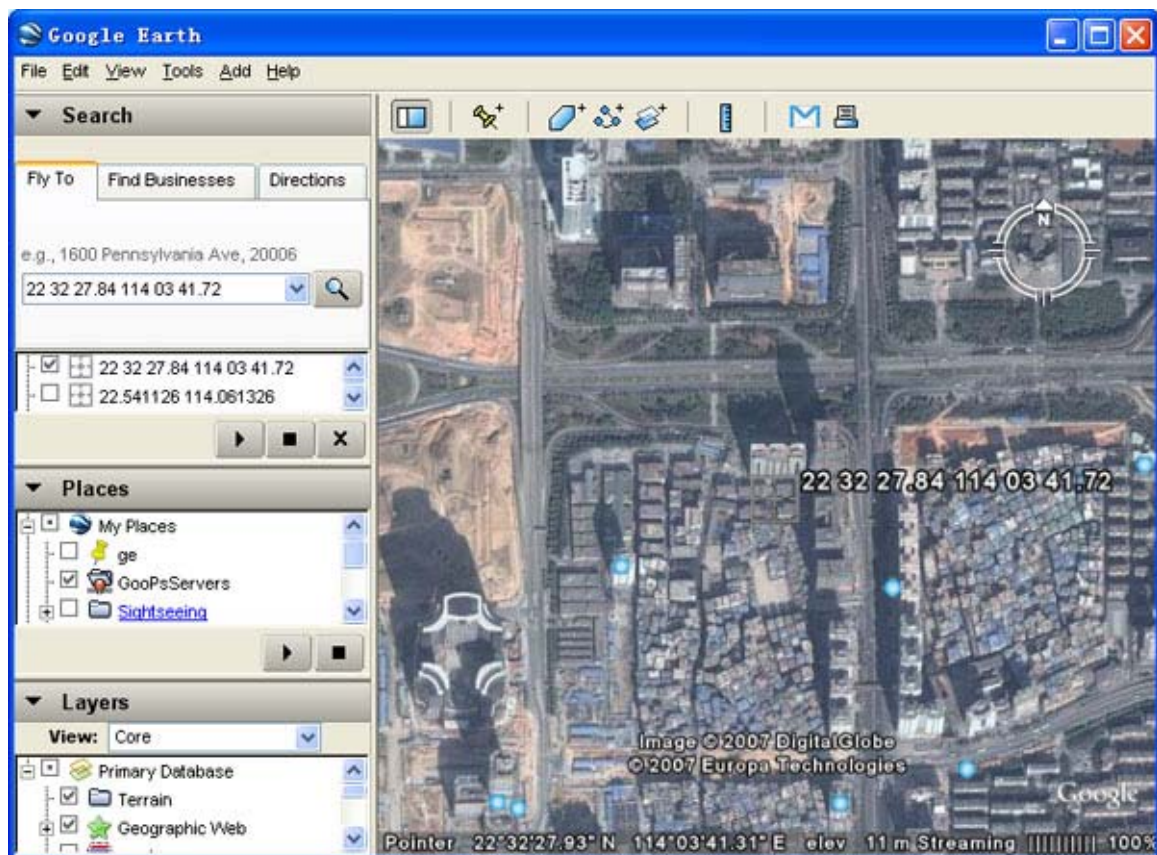 Google Earth
File Edit View Tools Add Help
Search
Fly To Find Businesses Directions
e.g., 1600 Pennsylvania Ave, 20006
22 32 27.84 114 03 41.72
22 32 27.84 114 03 41.72
22.541126 114.061326
Places
My Places
ge
GooPsServers
Sightseeing
Layers
View: Core
Primary Database
Terrain
Geographic Web
N
22 32 27.84 114 03 41.72
Image © 2007 DigitalGlobe
© 2007 Europa Technologies
Google
Pointer 22°32'27.93" N 114°03'41.31" E elev 11 m Streaming ||||||||| 100%